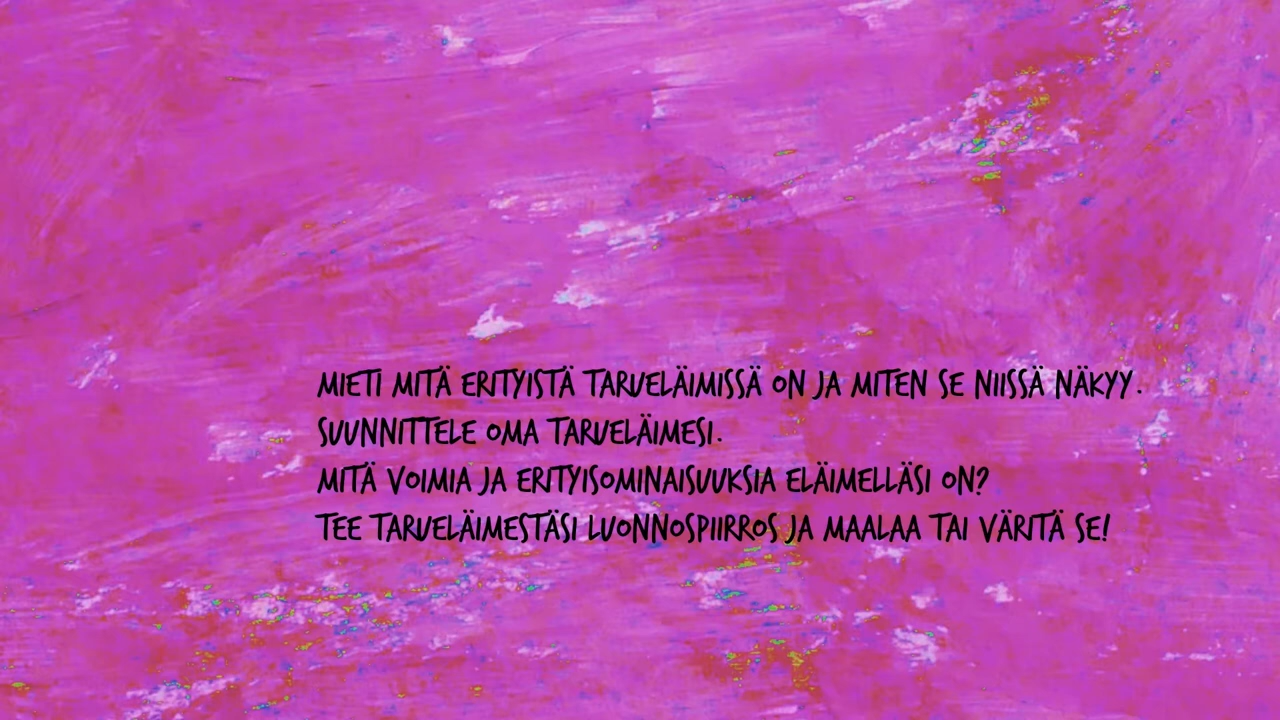 MIETI MITÄ ERITYISTÄ TARUELÄIMISSÄ ON JA MITEN SE NIISSÄ NÄKYY.
SUUNNITTELE OMA TARUELÄIMESI.
MITÄ VOIMIA JA ERITYISOMINAISUUKSIA ELÄIMELLÄSI ON?
TEE TARUELÄIMESTÄSI LUONNOSPIIRROS JA MAALAA TAI VÄRITÄ SE!